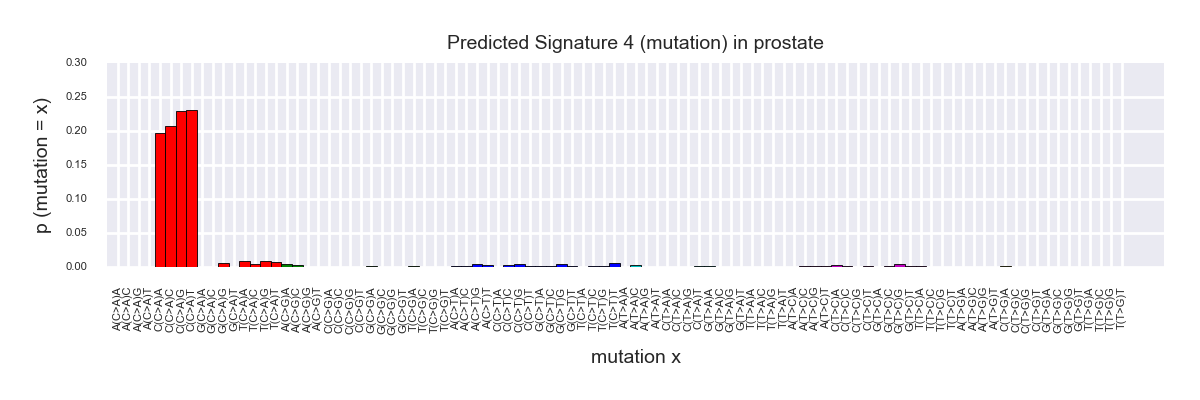 Predicted Signature 4 (mutation) in prostate
p (mutation = x)
0.30
0.25
0.20
0.15
0.10
0.05
0.00
A(C>A)A
A(C>A)C
A(C>A)G
A(C>A)T
C(C>A)A
C(C>A)C
C(C>A)G
C(C>A)T
G(C>A)A
G(C>A)C
G(C>A)G
G(C>A)T
T(C>A)A
T(C>A)C
T(C>A)G
T(C>A)T
A(C>G)A
A(C>G)C
A(C>G)G
A(C>G)T
C(C>G)A
C(C>G)C
C(C>G)G
C(C>G)T
G(C>G)A
G(C>G)C
G(C>G)G
G(C>G)T
T(C>G)A
T(C>G)C
T(C>G)G
T(C>G)T
A(C>T)A
A(C>T)C
A(C>T)G
A(C>T)T
C(C>T)A
C(C>T)C
C(C>T)G
C(C>T)T
G(C>T)A
G(C>T)C
G(C>T)G
G(C>T)T
T(C>T)A
T(C>T)C
T(C>T)G
T(C>T)T
A(T>A)A
A(T>A)C
A(T>A)G
A(T>A)T
C(T>A)A
C(T>A)C
C(T>A)G
C(T>A)T
G(T>A)A
G(T>A)C
G(T>A)G
G(T>A)T
T(T>A)A
T(T>A)C
T(T>A)G
T(T>A)T
A(T>C)A
A(T>C)C
A(T>C)G
A(T>C)T
C(T>C)A
C(T>C)C
C(T>C)G
C(T>C)T
G(T>C)A
G(T>C)C
G(T>C)G
G(T>C)T
T(T>C)A
T(T>C)C
T(T>C)G
T(T>C)T
A(T>G)A
A(T>G)C
A(T>G)G
A(T>G)T
C(T>G)A
C(T>G)C
C(T>G)G
C(T>G)T
G(T>G)A
G(T>G)C
G(T>G)G
G(T>G)T
T(T>G)A
T(T>G)C
T(T>G)G
T(T>G)T
mutation x